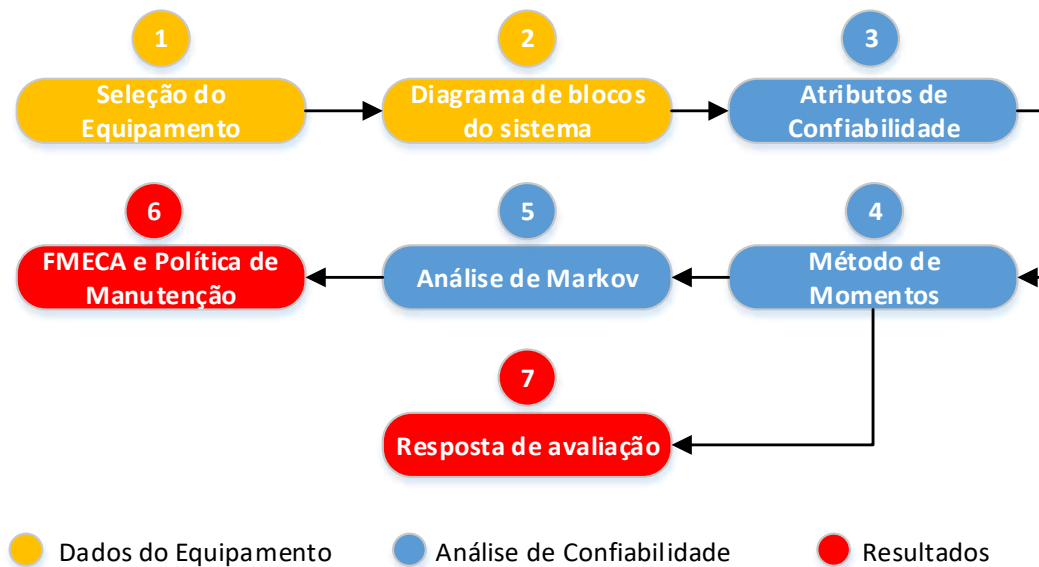 1
Seleção do
Equipamento
2
Diagrama de blocos
do sistema
3
Atributos de
Confiabilidade
4
Método de
Momentos
5
Análise de Markov
6
FMECA e Política de
Manutenção
7
Resposta de avaliação
Dados do Equipamento
Análise de Confiabilidade
Resultados